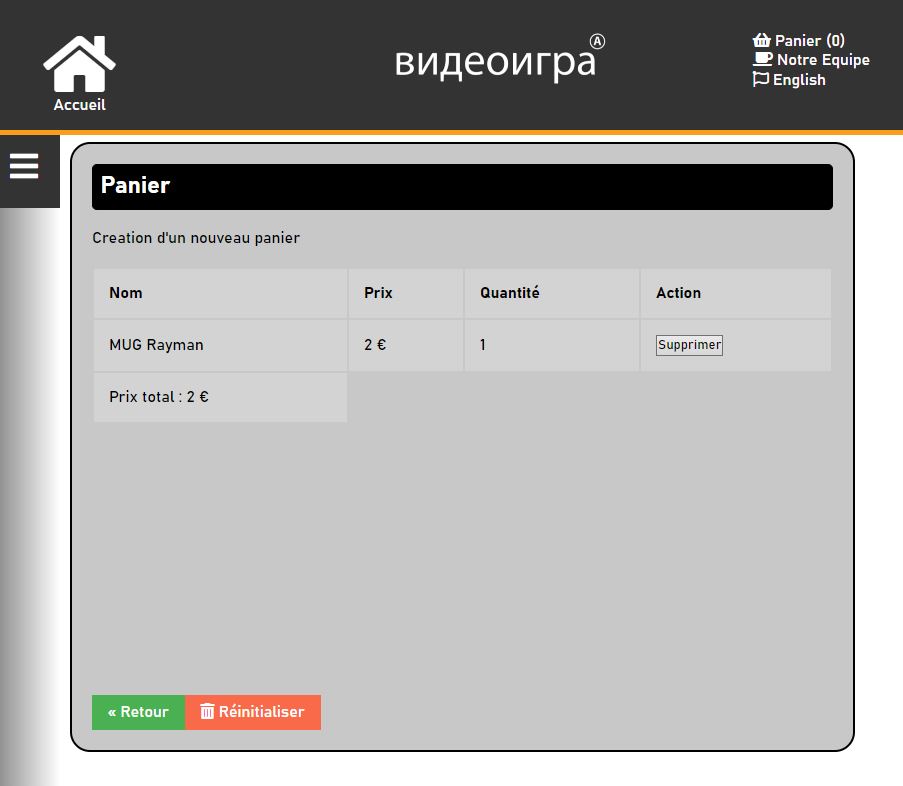 Accueil
видеоигра
A
Panier (0)
Notre Equipe
English
Panier
Creation d'un nouveau panier
Nom Prix Quantité Action
MUG Rayman 2 € 1 Supprimer
Prix total : 2 €
« Retour Réinitialiser